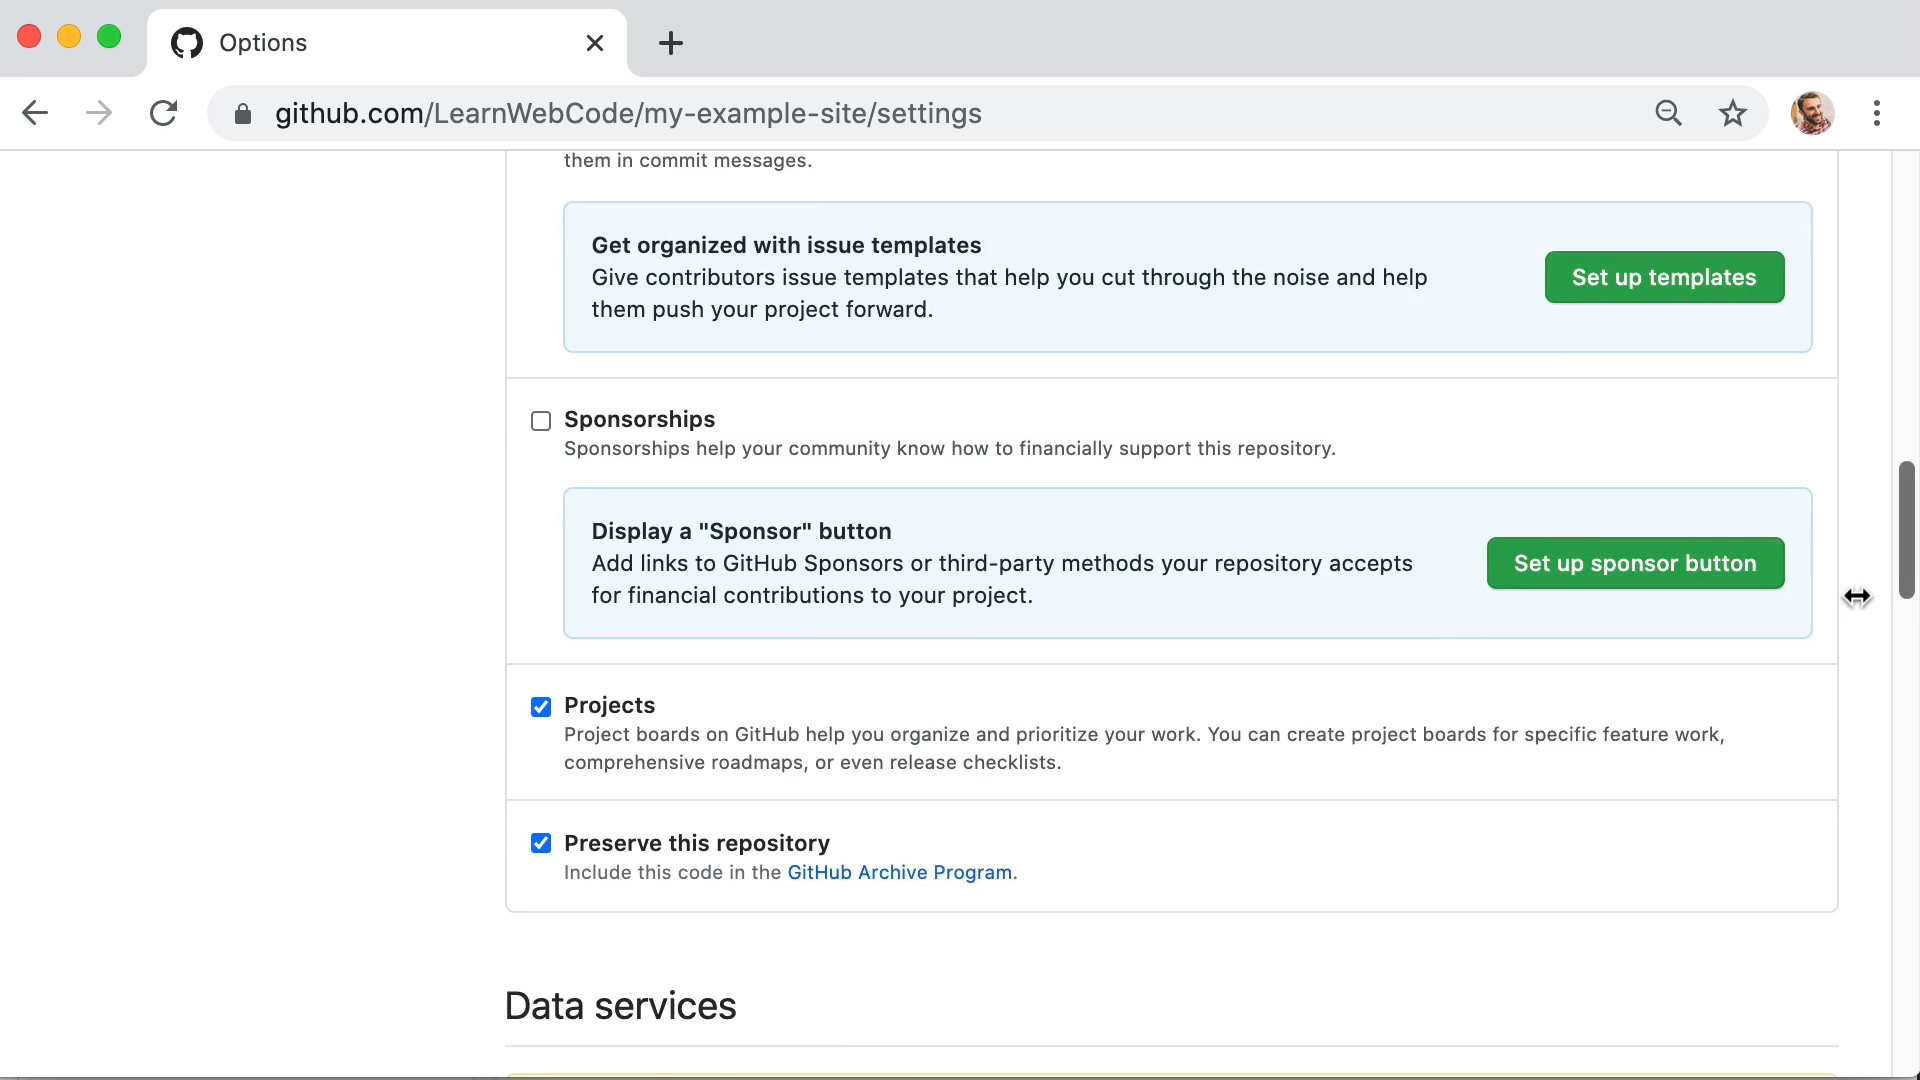 Options
github.com/LearnWebCode/my-example-site/settings
them in commit messages.
Get organized with issue templates
Give contributors issue templates that help you cut through the noise and help
them push your project forward.
Set up templates
Sponsorships
Sponsorships help your community know how to financially support this repository.
Display a "Sponsor" button
Add links to GitHub Sponsors or third-party methods your repository accepts
for financial contributions to your project.
Set up sponsor button
Projects
Project boards on GitHub help you organize and prioritize your work. You can create project boards for specific feature work,
comprehensive roadmaps, or even release checklists.
Preserve this repository
Include this code in the GitHub Archive Program.
Data services